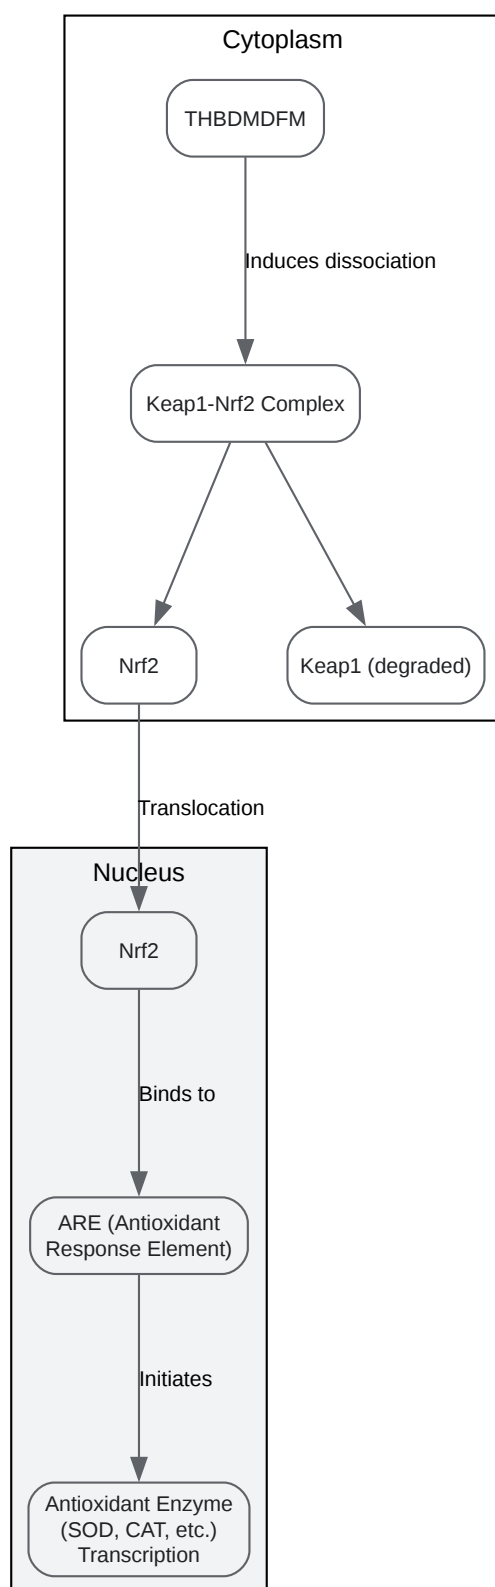 Cytoplasm
THBDMDFM
Induces dissociation
Keap1-Nrf2 Complex
Nrf2
Keap1 (degraded)
Translocation
Nucleus
Nrf2
Binds to
ARE (Antioxidant
Response Element)
Initiates
Antioxidant Enzyme
(SOD, CAT, etc.)
Transcription